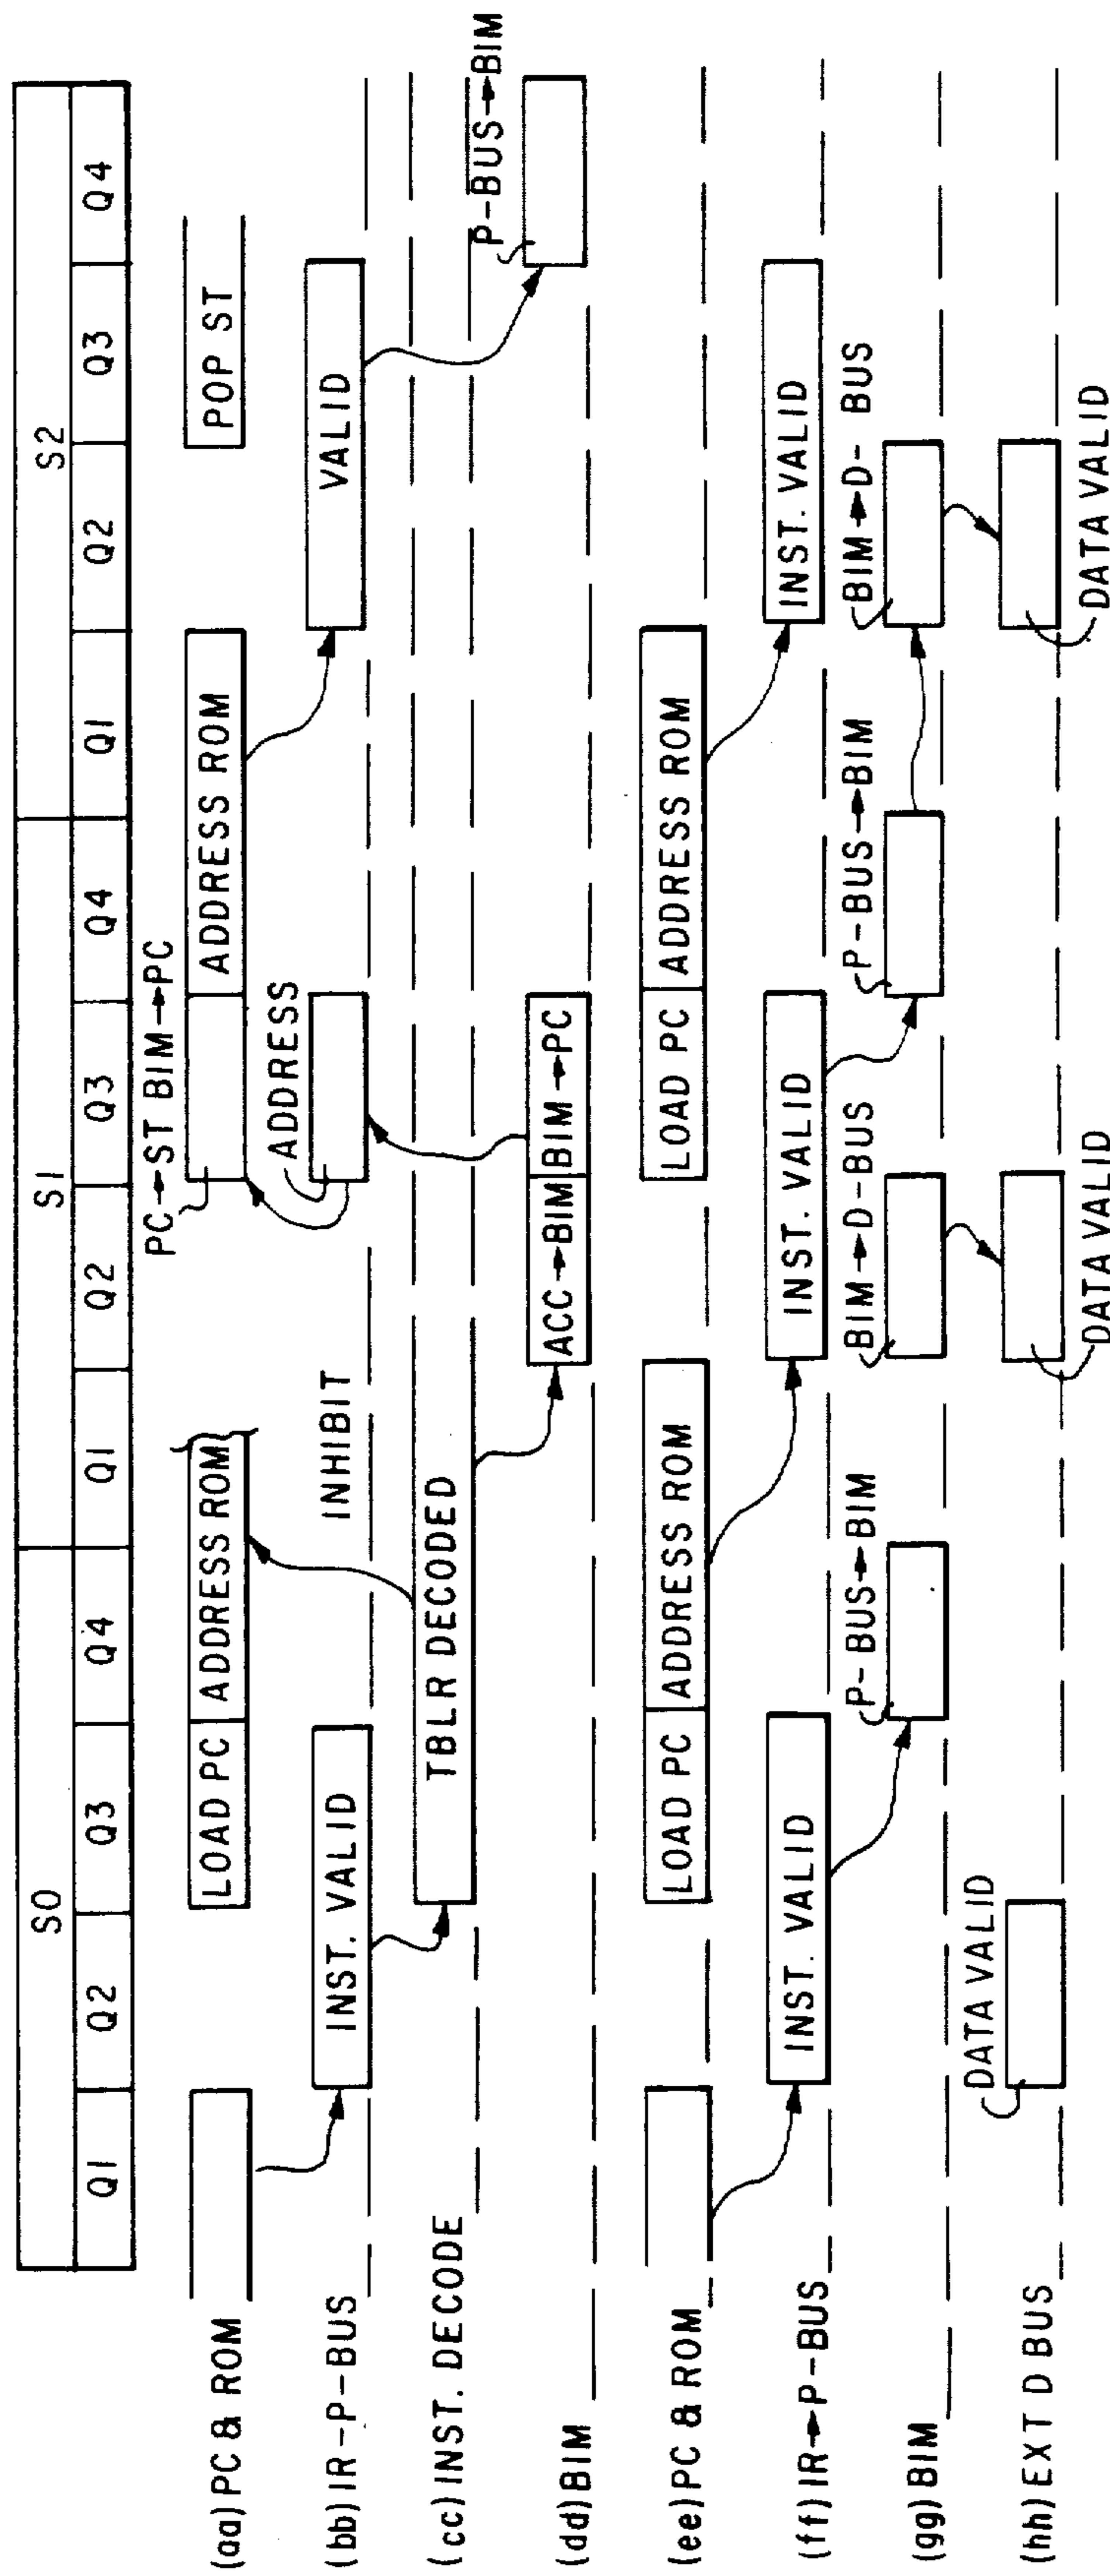 S0 S1 S2
Q1 Q2 Q3 Q4 Q1 Q2 Q3 Q4 Q1 Q2 Q3 Q4
PC→ST BIM→PC
(aa) PC & ROM LOAD PC ADDRESS ROM ADDRESS ROM POP ST
ADDRESS
(bb) IR-P-BUS INST. VALID INHIBIT VALID
(cc) INST. DECODE TBLR DECODED
P-BUS→BIM
(dd) BIM ACC→BIM BIM→PC
(ee) PC & ROM LOAD PC ADDRESS ROM LOAD PC ADDRESS ROM
(ff) IR→P-BUS INST. VALID INST. VALID INST. VALID
P-BUS→BIM BIM→D-BUS P-BUS→BIM BIM→D- BUS
(gg) BIM
DATA VALID
(hh) EXT D BUS
DATA VALID DATA VALID